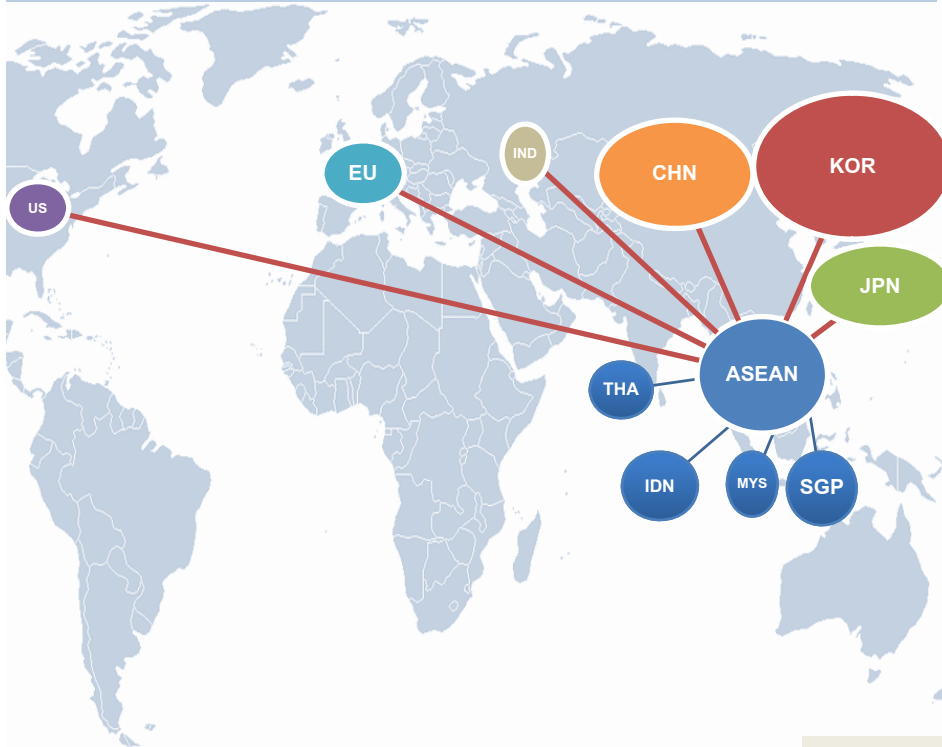 IND
EU
CHN
KOR
US
JPN
ASEAN
THA
IDN
MYS
SGP